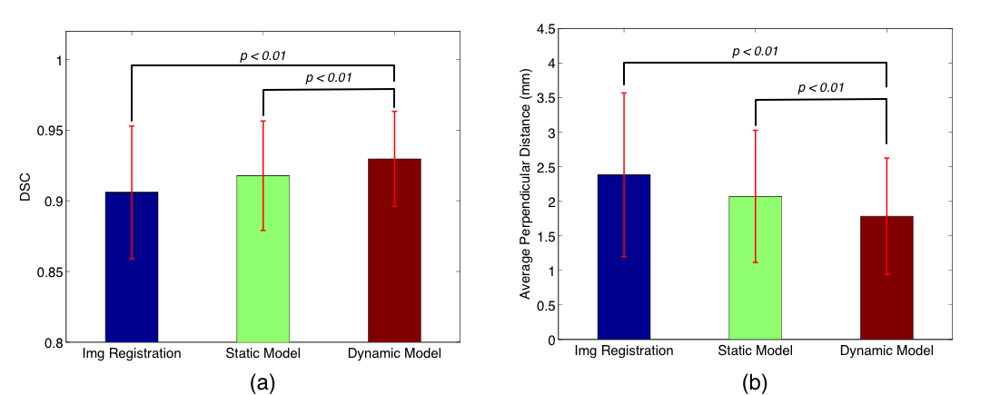 DSC
1
0.95
0.9
0.85
0.8
p < 0.01
p < 0.01
Img Registration Static Model Dynamic Model
(a)
Average Perpendicular Distance (mm)
4.5
4
3.5
3
2.5
2
1.5
1
0.5
0
p < 0.01
p < 0.01
Img Registration Static Model Dynamic Model
(b)